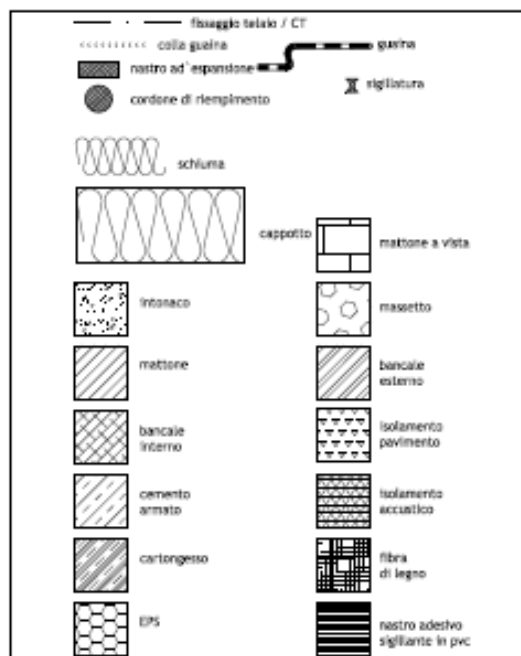 fissaggio telaio / CT
colla guaina
guaina
nastro ad'espansione
sigillatura
cordone di riempimento
schiuma
cappotto
mattone a vista
intonaco
massetto
mattone
bancale
esterno
bancale
interno
isolamento
pavimento
cemento
armato
isolamento
accustico
cartongesso
fibra
di legno
EPS
nastro adesivo
sigillante in pvc